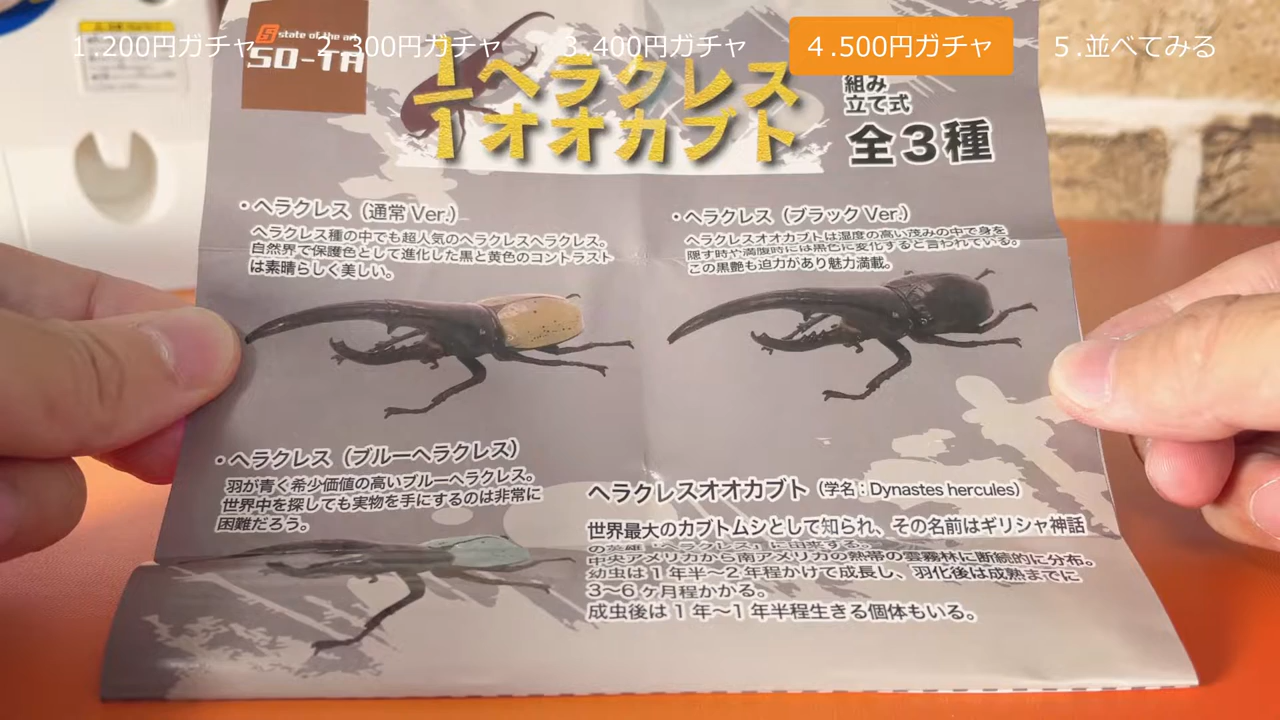 1.200円ガチャ
2.300円ガチャ
3.400円ガチャ
4.500円ガチャ
5.並べてみる
state of the art
SO-TA
1/1 ヘラクレス
オオカブト
組み
立て式
全3種
・ヘラクレス（通常 Ver.）
ヘラクレス種の中でも超人気のヘラクレスヘラクレス。
自然界で保護色として進化した黒と黄色のコントラスト
は素晴らしく美しい。
・ヘラクレス（ブラック Ver.）
ヘラクレスオオカブトは湿度の高い茂みの中で身を
隠す時や満腹時には黒色に変化すると言われている。
この黒艶も迫力があり魅力満載。
・ヘラクレス（ブルーヘラクレス）
羽が青く希少価値の高いブルーヘラクレス。
世界中を探しても実物を手にするのは非常に
困難だろう。
ヘラクレスオオカブト（学名：Dynastes hercules）
世界最大のカブトムシとして知られ、その名前はギリシャ神話
の英雄「ヘラクレス」に由来する。
中央アメリカから南アメリカの熱帯の雲霧林に断続的に分布。
幼虫は1年半〜2年程かけて成長し、羽化後は成熟までに
3〜6ヶ月程かかる。
成虫後は1年〜1年半程生きる個体もいる。